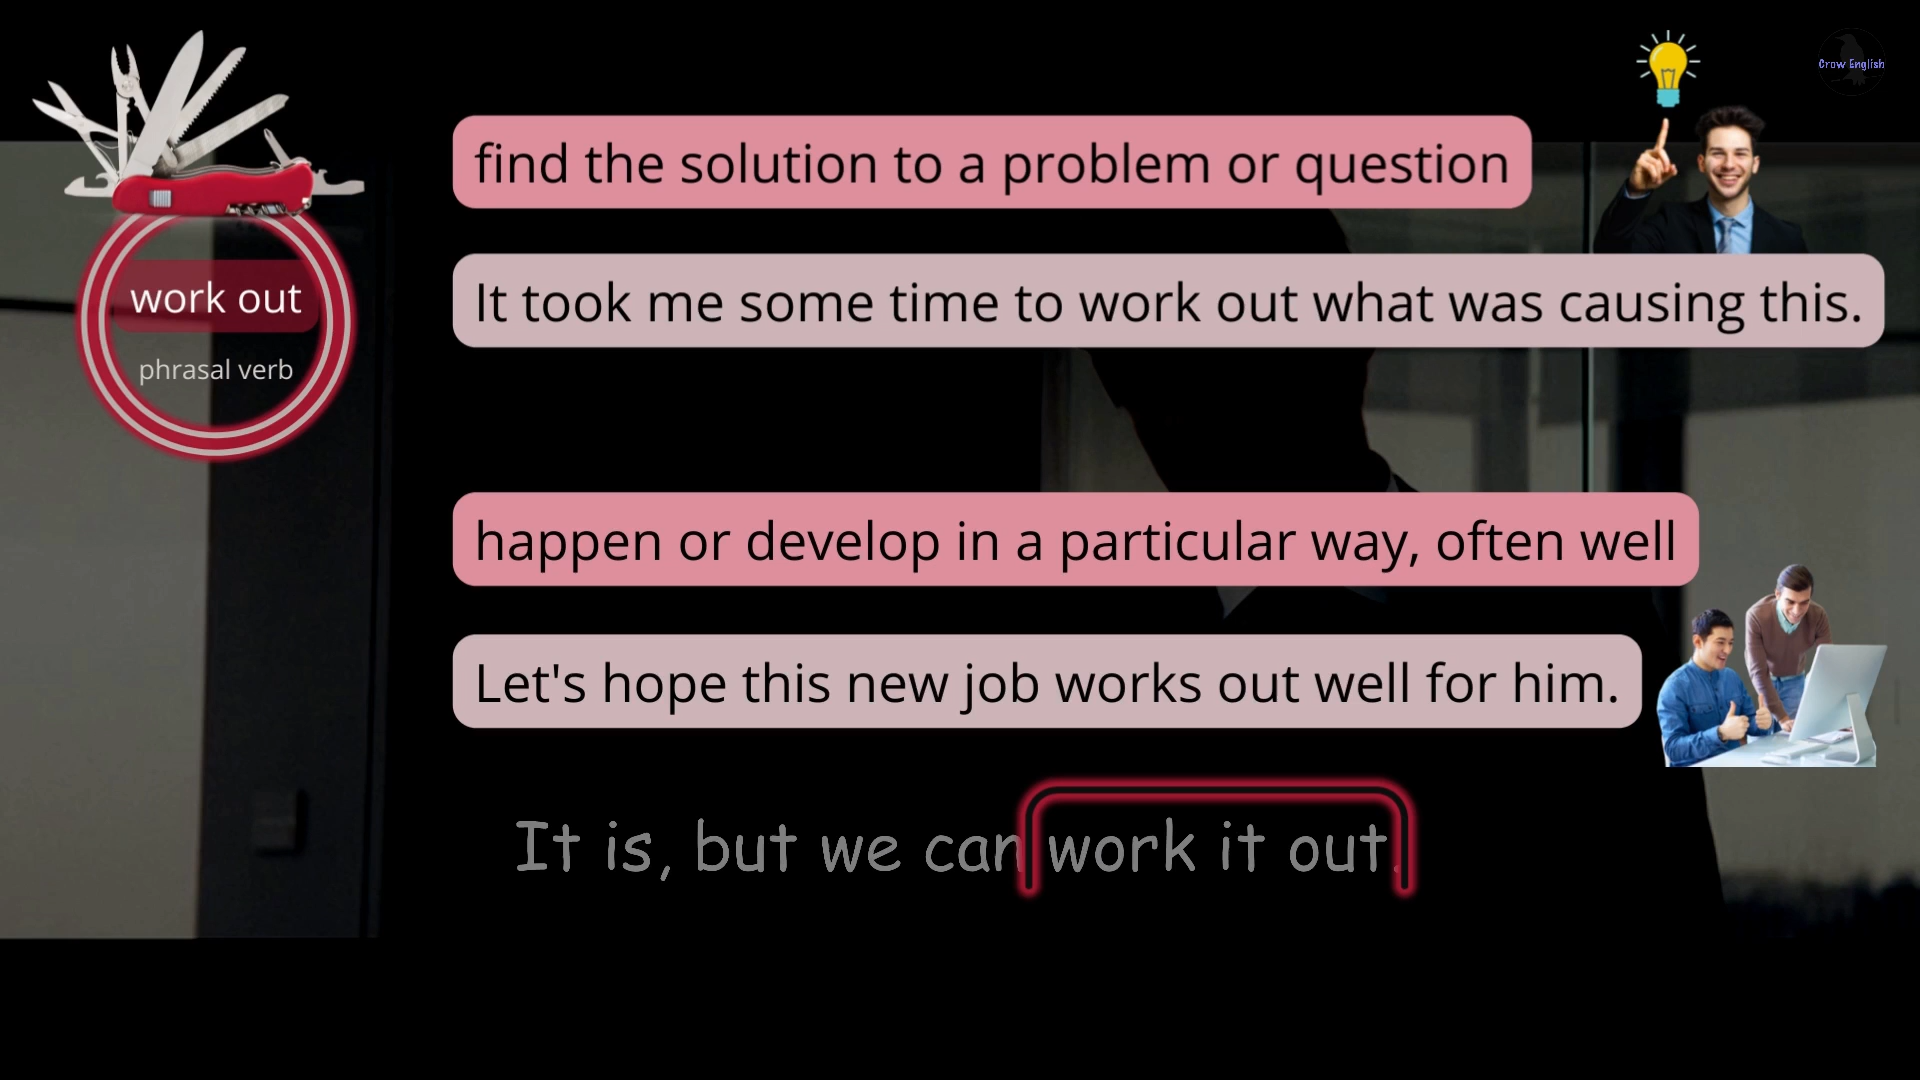 Crow English
find the solution to a problem or question
It took me some time to work out what was causing this.
work out
phrasal verb
happen or develop in a particular way, often well
Let's hope this new job works out well for him.
It is, but we can work it out.